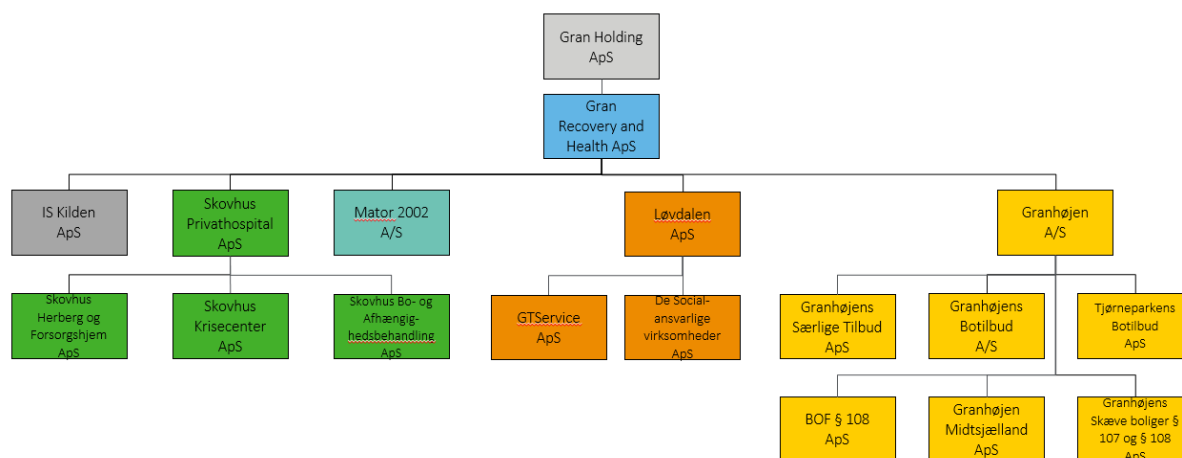 Gran Holding
ApS
Gran
Recovery and
Health ApS
IS Kilden
ApS
Skovhus
Privathospital
ApS
Mator 2002
A/S
Løvdalen
ApS
Granhøjen
A/S
Skovhus
Herberg og
Forsorgshjem
ApS
Skovhus
Krisecenter
ApS
Skovhus Bo- og
Afhængig-
hedsbehandling
ApS
GTService
ApS
De Social-
ansvarlige
virksomheder
ApS
Granhøjens
Særlige Tilbud
ApS
Granhøjens
Botilbud
A/S
Tjørneparkens
Botilbud
ApS
BOF § 108
ApS
Granhøjen
Midtsjælland
ApS
Granhøjens
Skæve boliger §
107 og § 108
ApS